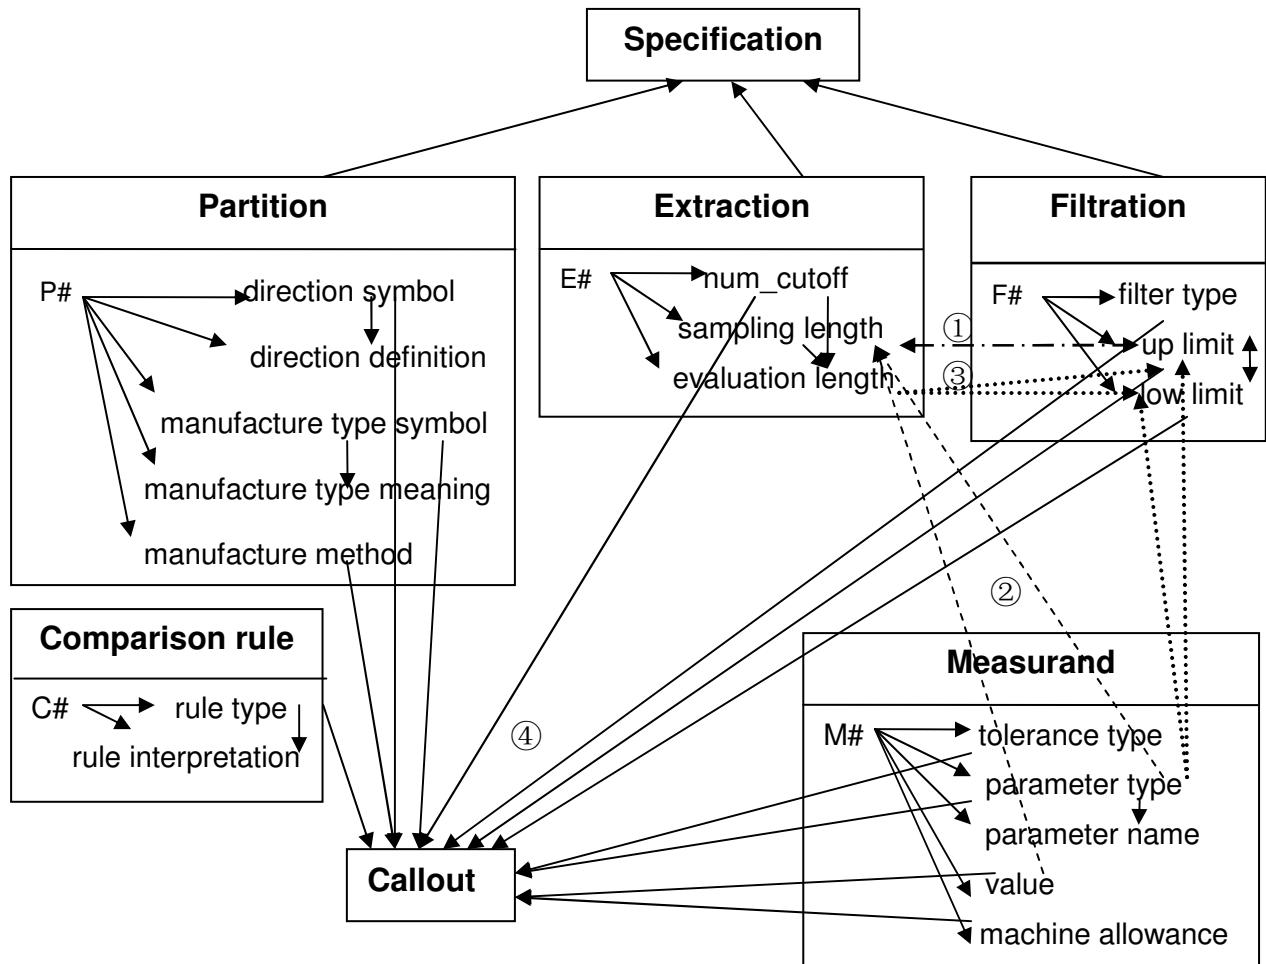 Specification
Partition
P#
direction symbol
direction definition
manufacture type symbol
manufacture type meaning
manufacture method
Extraction
E#
num_cutoff
sampling length
evaluation length
Filtration
F#
filter type
up limit
low limit
①
③
②
④
Comparison rule
C#
rule type
rule interpretation
Measurand
M#
tolerance type
parameter type
parameter name
value
machine allowance
Callout